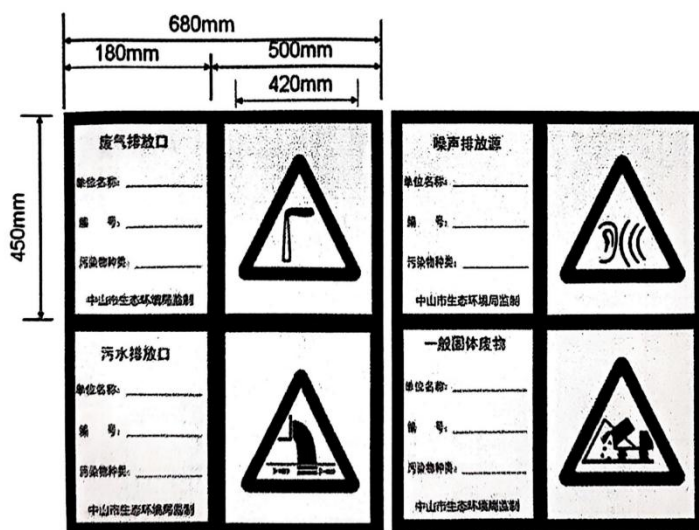 680mm
180mm
500mm
420mm
450mm
废气排放口
单位名称：
编　号：
污染物种类：
中山市生态环境局监制
噪声排放源
单位名称：
编　号：
污染物种类：
中山市生态环境局监制
污水排放口
单位名称：
编　号：
污染物种类：
中山市生态环境局监制
一般固体废物
单位名称：
编　号：
污染物种类：
中山市生态环境局监制